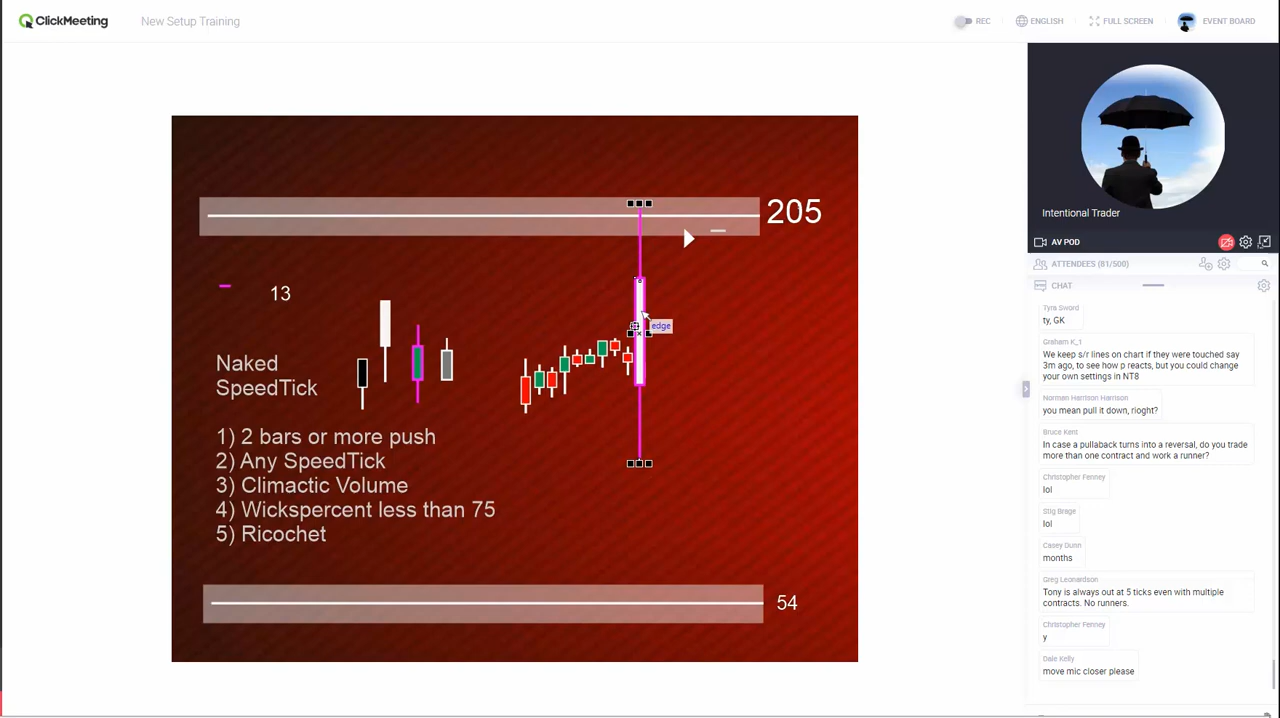 ClickMeeting
New Setup Training
REC
ENGLISH
FULL SCREEN
EVENT BOARD
205
13
edge
Naked
SpeedTick
1) 2 bars or more push
2) Any SpeedTick
3) Climactic Volume
4) Wickspercent less than 75
5) Ricochet
54
Intentional Trader
AV POD
ATTENDEES (81/500)
CHAT
Tyra Sword
ty, GK
Graham K_1
We keep s/r lines on chart if they were touched say
3m ago, to see how p reacts, but you could change
your own settings in NT8
Norman Harrison Harrison
you mean pull it down, rioght?
Bruce Kent
In case a pullaback turns into a reversal, do you trade
more than one contract and work a runner?
Christopher Fenney
lol
Stig Brage
lol
Casey Dunn
months
Greg Leonardson
Tony is always out at 5 ticks even with multiple
contracts. No runners.
Christopher Fenney
y
Dale Kelly
move mic closer please